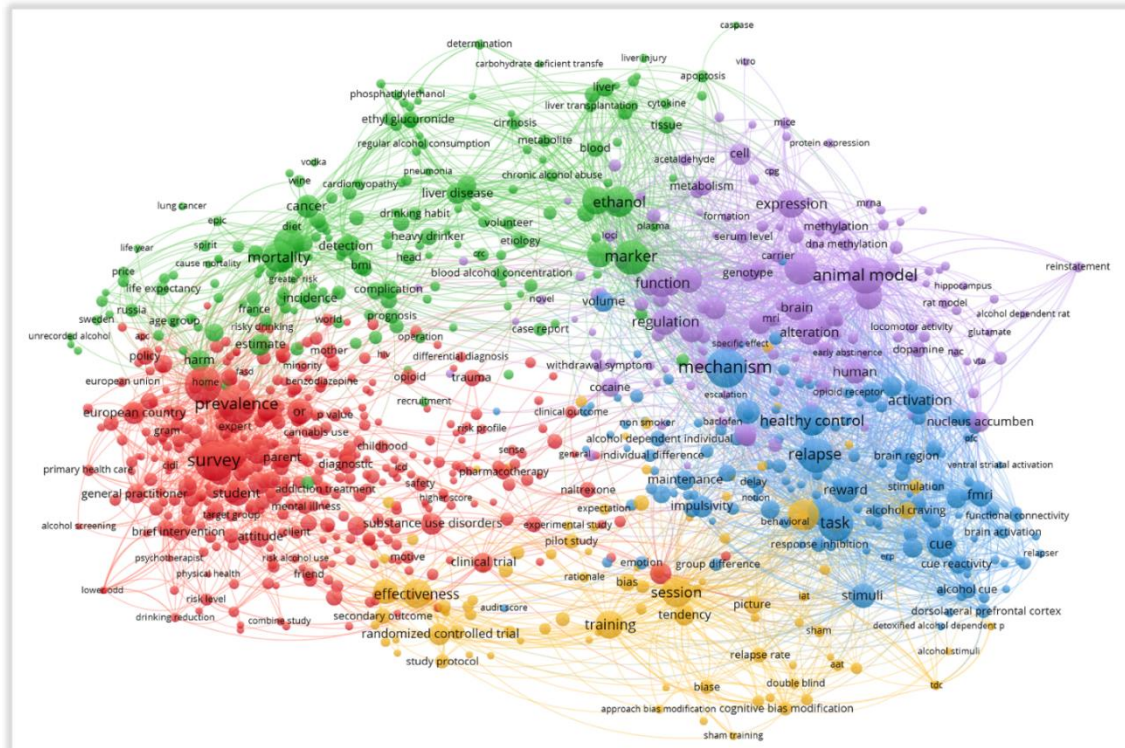 caspase
determination
carbohydrate deficient transfe
liver injury
vitro
apoptosis
phosphatidylethanol
liver
liver transplantation
cytokine
mice
ethyl glucuronide
cirrhosis
tissue
protein expression
regular alcohol consumption
metabolite
blood
cell
vodka
pneumonia
acetaldehyde
cpg
wine
cardiomyopathy
chronic alcohol abuse
metabolism
liver disease
lung cancer
cancer
ethanol
expression
mrna
epic
diet
drinking habit
formation
spirit
volunteer
plasma
methylation
life year
detection
heavy drinker
etiology
loci
serum level
dna methylation
cause mortality
mortality
head
crc
marker
carrier
reinstatement
price
greater risk
bmi
blood alcohol concentration
genotype
animal model
life expectancy
complication
function
hippocampus
russia
france
incidence
novel
volume
brain
rat model
alcohol dependent rat
sweden
age group
world
prognosis
regulation
mri
glutamate
unrecorded alcohol
apc
risky drinking
case report
alteration
locomotor activity
estimate
operation
specific effect
policy
harm
mother
hiv
differential diagnosis
early abstinence
dopamine
nac
vta
fasd
minority
withdrawal symptom
mechanism
human
european union
home
benzodiazepine
opioid
trauma
cocaine
escalation
opioid receptor
prevalence
recruitment
activation
european country
or
p value
clinical outcome
non smoker
baclofen
healthy control
nucleus accumben
gram
expert
cannabis use
risk profile
alcohol dependent individual
ofc
childhood
sense
general
individual difference
relapse
brain region
survey
parent
primary health care
cidi
diagnostic
icd
pharmacotherapy
ventral striatal activation
general practitioner
student
addiction treatment
safety
naltrexone
maintenance
delay
reward
stimulation
fmri
target group
mental illness
higher score
expectation
impulsivity
notion
alcohol craving
functional connectivity
alcohol screening
brief intervention
attitude
client
substance use disorders
experimental study
behavioral
task
brain activation
pilot study
response inhibition
erp
cue
relapser
psychotherapist
risk alcohol use
motive
clinical trial
emotion
group difference
cue reactivity
physical health
friend
rationale
bias
lower odd
risk level
effectiveness
session
iat
stimuli
alcohol cue
drinking reduction
combine study
secondary outcome
audit score
tendency
picture
dorsolateral prefrontal cortex
randomized controlled trial
training
sham
detoxified alcohol dependent p
study protocol
relapse rate
aat
alcohol stimuli
biase
double blind
tdc
approach bias modification
cognitive bias modification
sham training